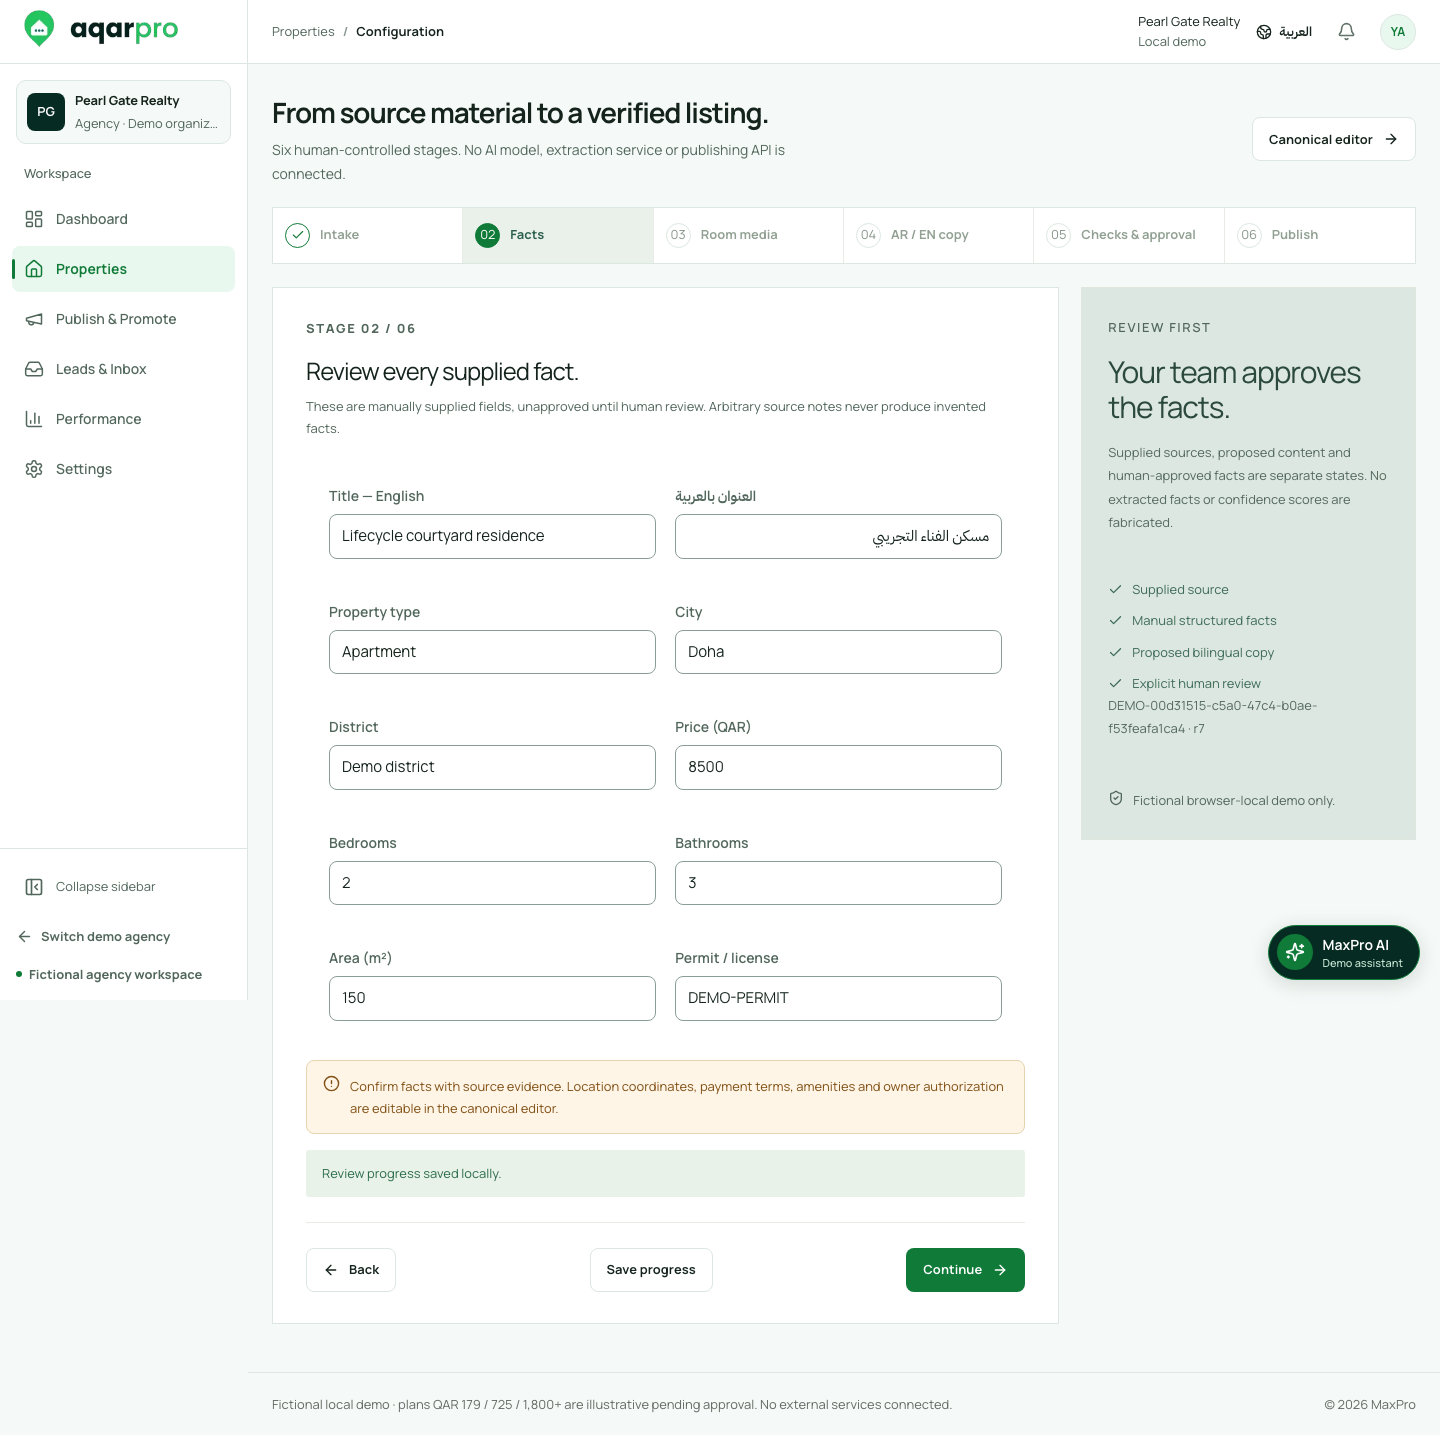 aqarpro
Properties / Configuration
Pearl Gate Realty
Local demo
العربية
YA
PG
Pearl Gate Realty
Agency · Demo organiz...
Workspace
Dashboard
Properties
Publish & Promote
Leads & Inbox
Performance
Settings
Collapse sidebar
Switch demo agency
Fictional agency workspace
From source material to a verified listing.
Six human-controlled stages. No AI model, extraction service or publishing API is
connected.
Canonical editor
Intake
02 Facts
03 Room media
04 AR / EN copy
05 Checks & approval
06 Publish
STAGE 02 / 06
Review every supplied fact.
These are manually supplied fields, unapproved until human review. Arbitrary source notes never produce invented
facts.
Title — English
العنوان بالعربية
Lifecycle courtyard residence
مسكن الفناء التجريبي
Property type
City
Apartment
Doha
District
Price (QAR)
Demo district
8500
Bedrooms
Bathrooms
2
3
Area (m²)
Permit / license
150
DEMO-PERMIT
Confirm facts with source evidence. Location coordinates, payment terms, amenities and owner authorization
are editable in the canonical editor.
Review progress saved locally.
Back
Save progress
Continue
REVIEW FIRST
Your team approves
the facts.
Supplied sources, proposed content and
human-approved facts are separate states. No
extracted facts or confidence scores are
fabricated.
Supplied source
Manual structured facts
Proposed bilingual copy
Explicit human review
DEMO-00d31515-c5a0-47c4-b0ae-
f53feafa1ca4 · r7
Fictional browser-local demo only.
MaxPro AI
Demo assistant
Fictional local demo · plans QAR 179 / 725 / 1,800+ are illustrative pending approval. No external services connected.
© 2026 MaxPro